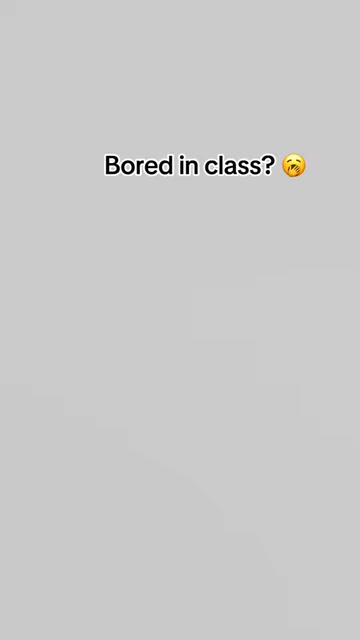 Bored in class? 🥱